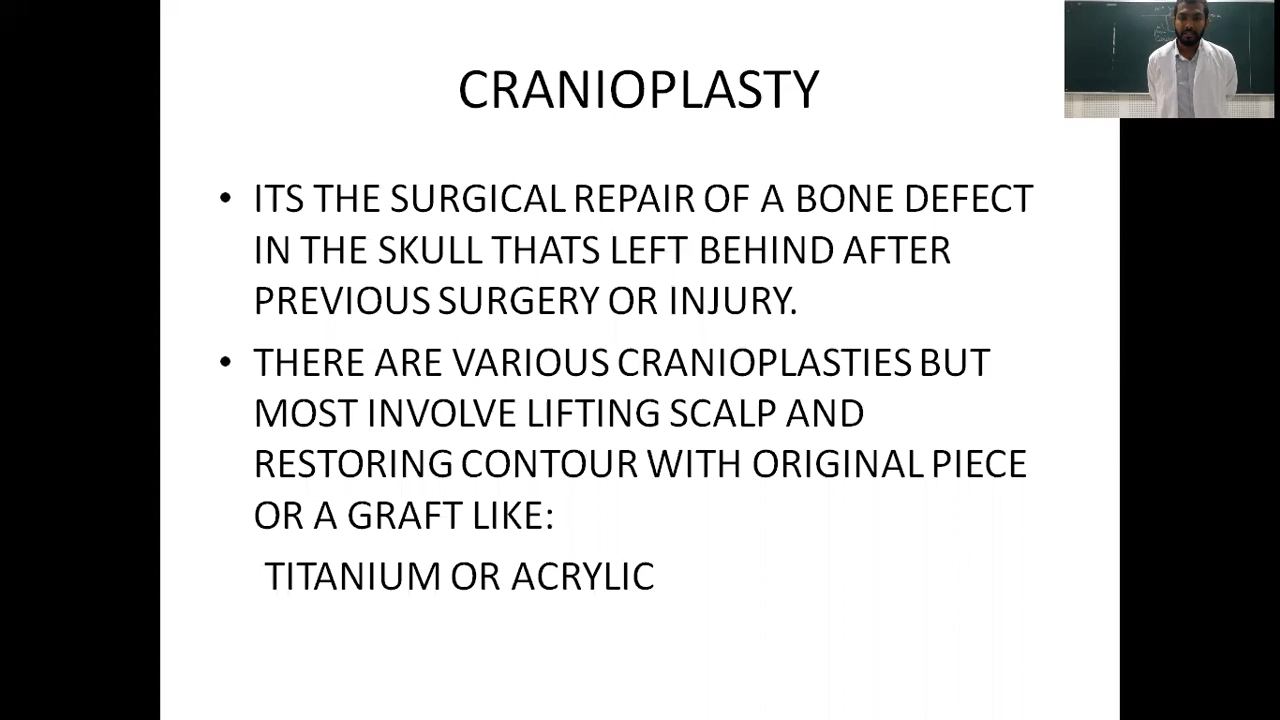 CRANIOPLASTY
• ITS THE SURGICAL REPAIR OF A BONE DEFECT
IN THE SKULL THATS LEFT BEHIND AFTER
PREVIOUS SURGERY OR INJURY.
• THERE ARE VARIOUS CRANIOPLASTIES BUT
MOST INVOLVE LIFTING SCALP AND
RESTORING CONTOUR WITH ORIGINAL PIECE
OR A GRAFT LIKE:
TITANIUM OR ACRYLIC